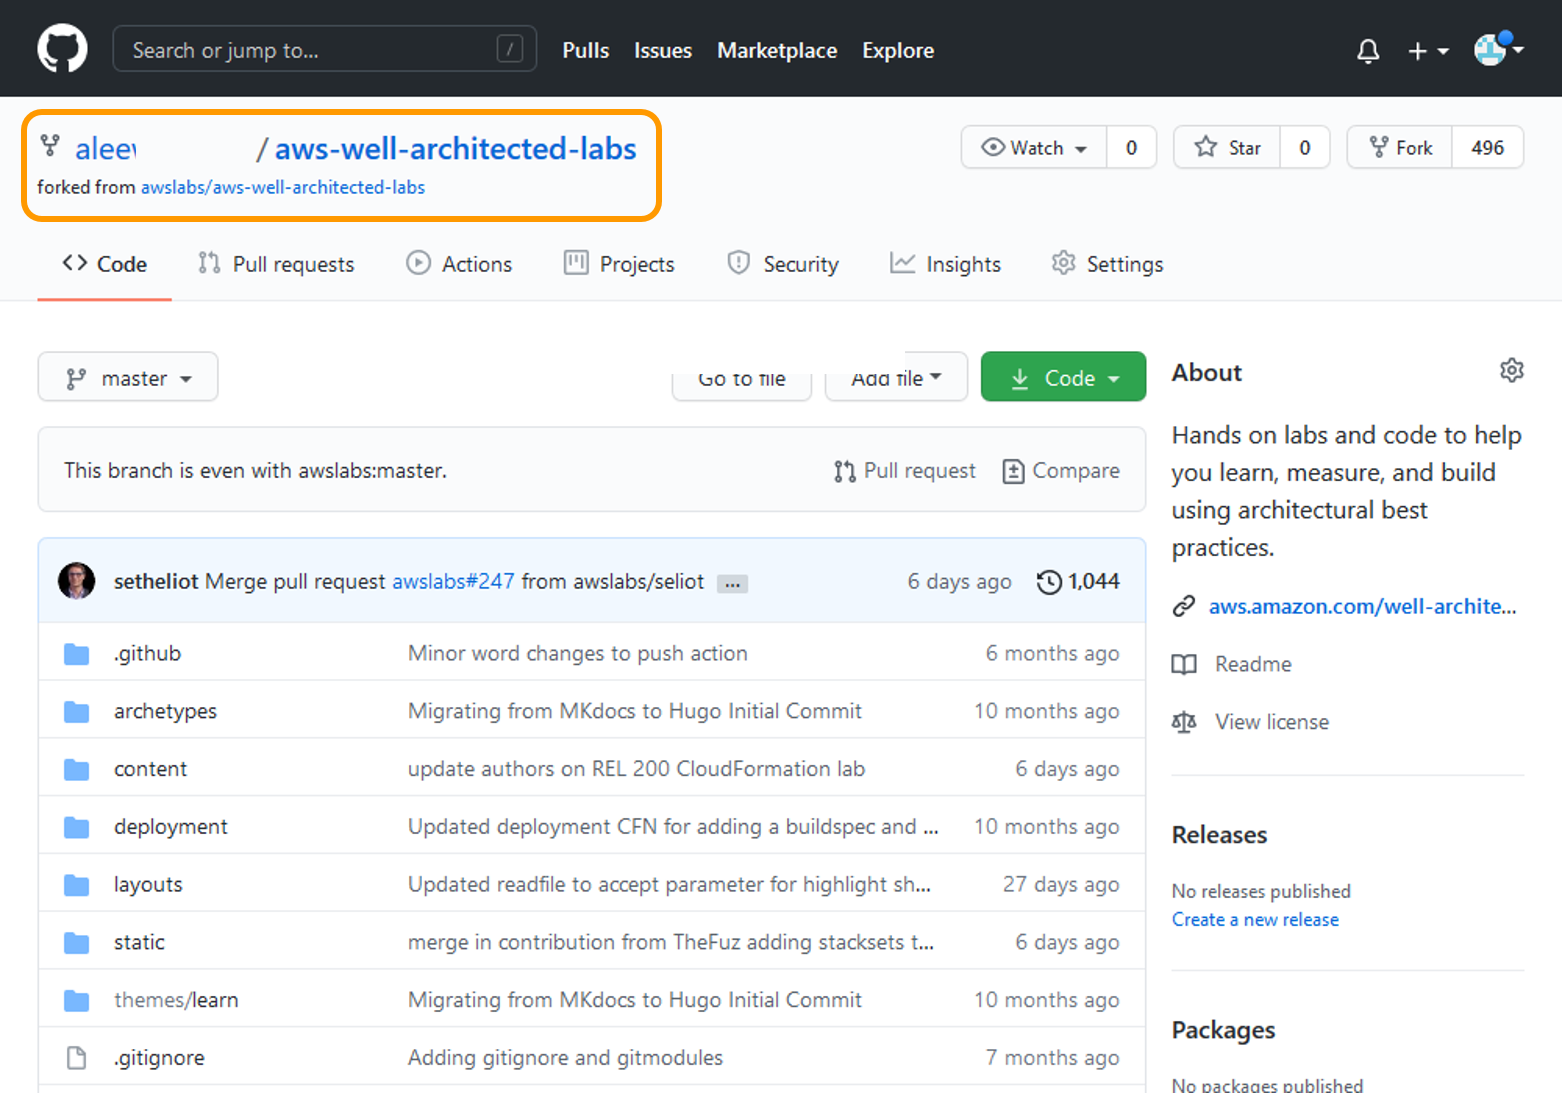 Search or jump to... /
Pulls Issues Marketplace Explore
/ aws-well-architected-labs
forked from awslabs/aws-well-architected-labs
Watch 0 Star 0 Fork 496
Code Pull requests Actions Projects Security Insights Settings
master Go to file Add file Code
This branch is even with awslabs:master. Pull request Compare
setheliot Merge pull request awslabs#247 from awslabs/seliot ... 6 days ago 1,044
.github Minor word changes to push action 6 months ago
archetypes Migrating from MKdocs to Hugo Initial Commit 10 months ago
content update authors on REL 200 CloudFormation lab 6 days ago
deployment Updated deployment CFN for adding a buildspec and ... 10 months ago
layouts Updated readfile to accept parameter for highlight sh... 27 days ago
static merge in contribution from TheFuz adding stacksets t... 6 days ago
themes/learn Migrating from MKdocs to Hugo Initial Commit 10 months ago
.gitignore Adding gitignore and gitmodules 7 months ago
About
Hands on labs and code to help
you learn, measure, and build
using architectural best
practices.
aws.amazon.com/well-archite...
Readme
View license
Releases
No releases published
Create a new release
Packages
No packages published